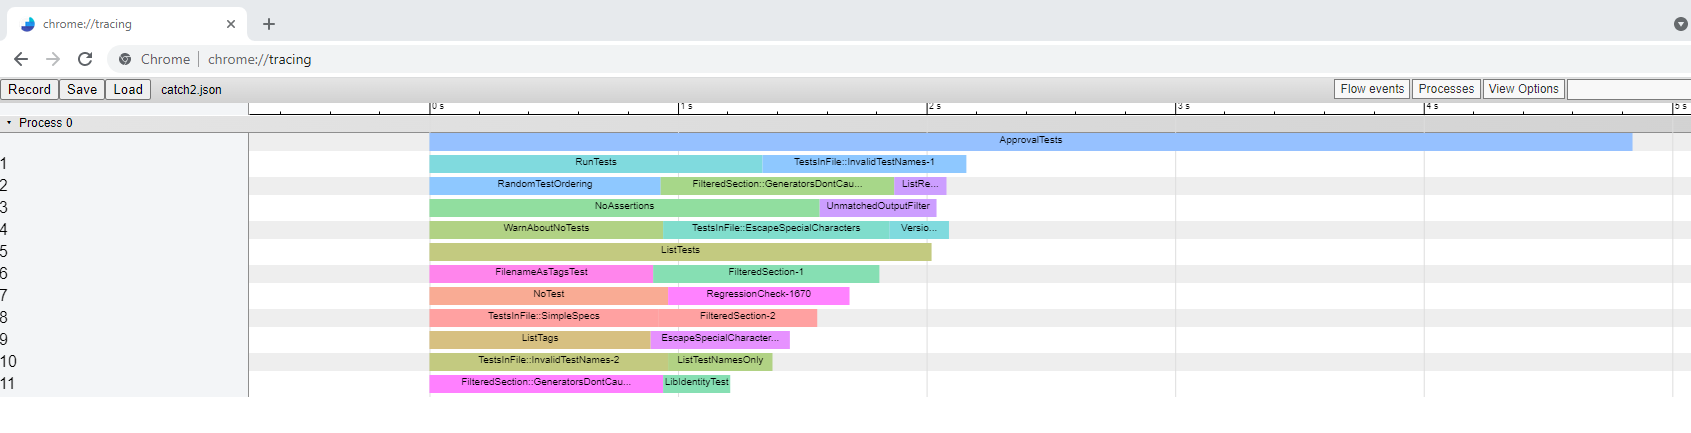 chrome://tracing
Chrome chrome://tracing
Record Save Load catch2.json Flow events Processes View Options
0 s 1 s 2 s 3 s 4 s 5 s
Process 0
ApprovalTests
1 RunTests TestsInFile::InvalidTestNames-1
2 RandomTestOrdering FilteredSection::GeneratorsDontCau... ListRe...
3 NoAssertions UnmatchedOutputFilter
4 WarnAboutNoTests TestsInFile::EscapeSpecialCharacters Versio...
5 ListTests
6 FilenameAsTagsTest FilteredSection-1
7 NoTest RegressionCheck-1670
8 TestsInFile::SimpleSpecs FilteredSection-2
9 ListTags EscapeSpecialCharacter...
10 TestsInFile::InvalidTestNames-2 ListTestNamesOnly
11 FilteredSection::GeneratorsDontCau... LibIdentityTest